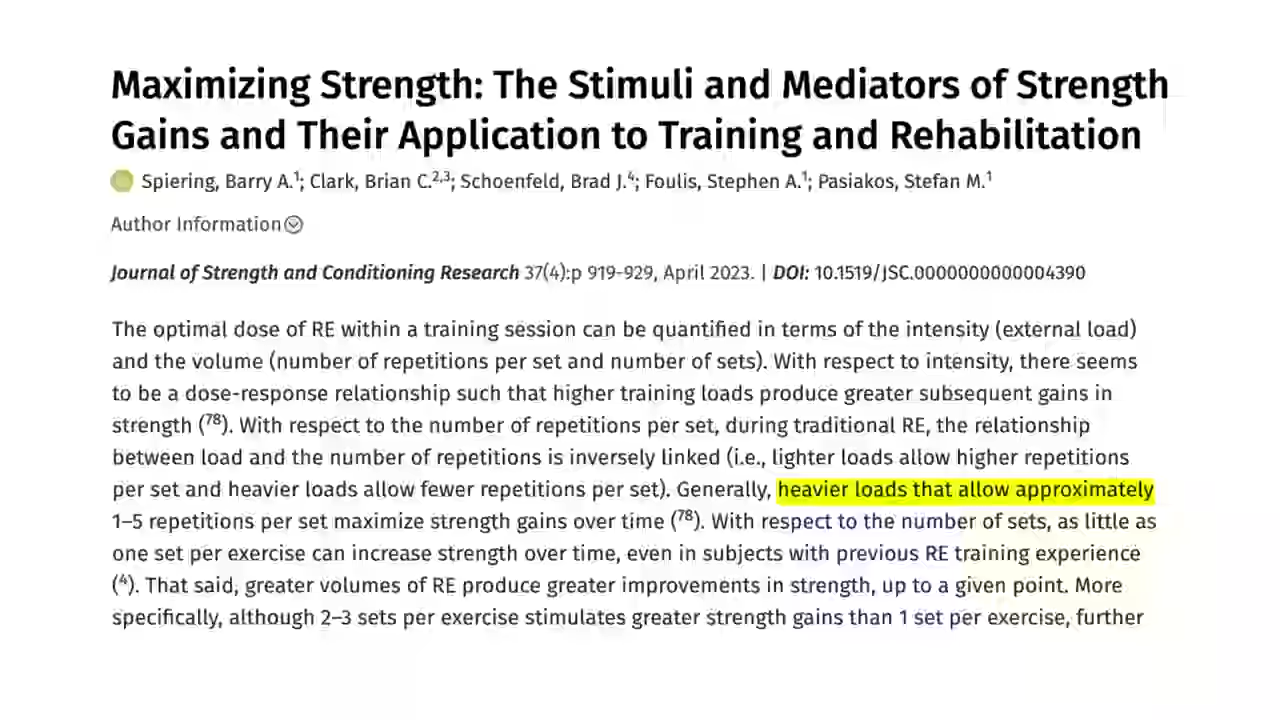 Maximizing Strength: The Stimuli and Mediators of Strength
Gains and Their Application to Training and Rehabilitation
Spiering, Barry A.1; Clark, Brian C.2,3; Schoenfeld, Brad J.4; Foulis, Stephen A.1; Pasiakos, Stefan M.1
Author Information
Journal of Strength and Conditioning Research 37(4):p 919-929, April 2023. | DOI: 10.1519/JSC.0000000000004390
The optimal dose of RE within a training session can be quantified in terms of the intensity (external load)
and the volume (number of repetitions per set and number of sets). With respect to intensity, there seems
to be a dose-response relationship such that higher training loads produce greater subsequent gains in
strength (78). With respect to the number of repetitions per set, during traditional RE, the relationship
between load and the number of repetitions is inversely linked (i.e., lighter loads allow higher repetitions
per set and heavier loads allow fewer repetitions per set). Generally, heavier loads that allow approximately
1–5 repetitions per set maximize strength gains over time (78). With respect to the number of sets, as little as
one set per exercise can increase strength over time, even in subjects with previous RE training experience
(4). That said, greater volumes of RE produce greater improvements in strength, up to a given point. More
specifically, although 2–3 sets per exercise stimulates greater strength gains than 1 set per exercise, further